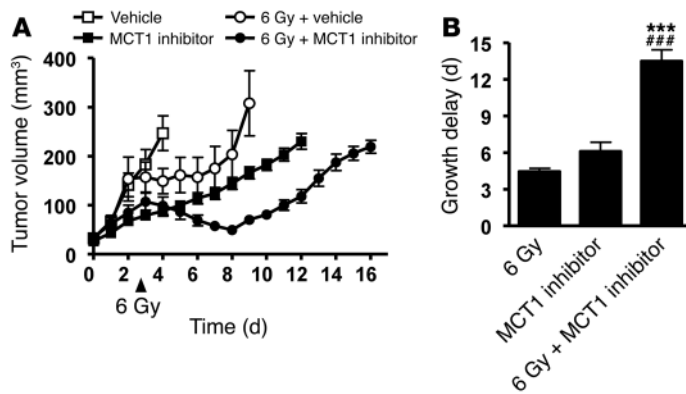 A
Vehicle
6 Gy + vehicle
MCT1 inhibitor
6 Gy + MCT1 inhibitor
Tumor volume (mm³)
400
300
200
100
0
0 2 4 6 8 10 12 14 16
6 Gy
Time (d)
B
Growth delay (d)
15
12
9
6
3
0
***
###
6 Gy
MCT1 inhibitor
6 Gy + MCT1 inhibitor